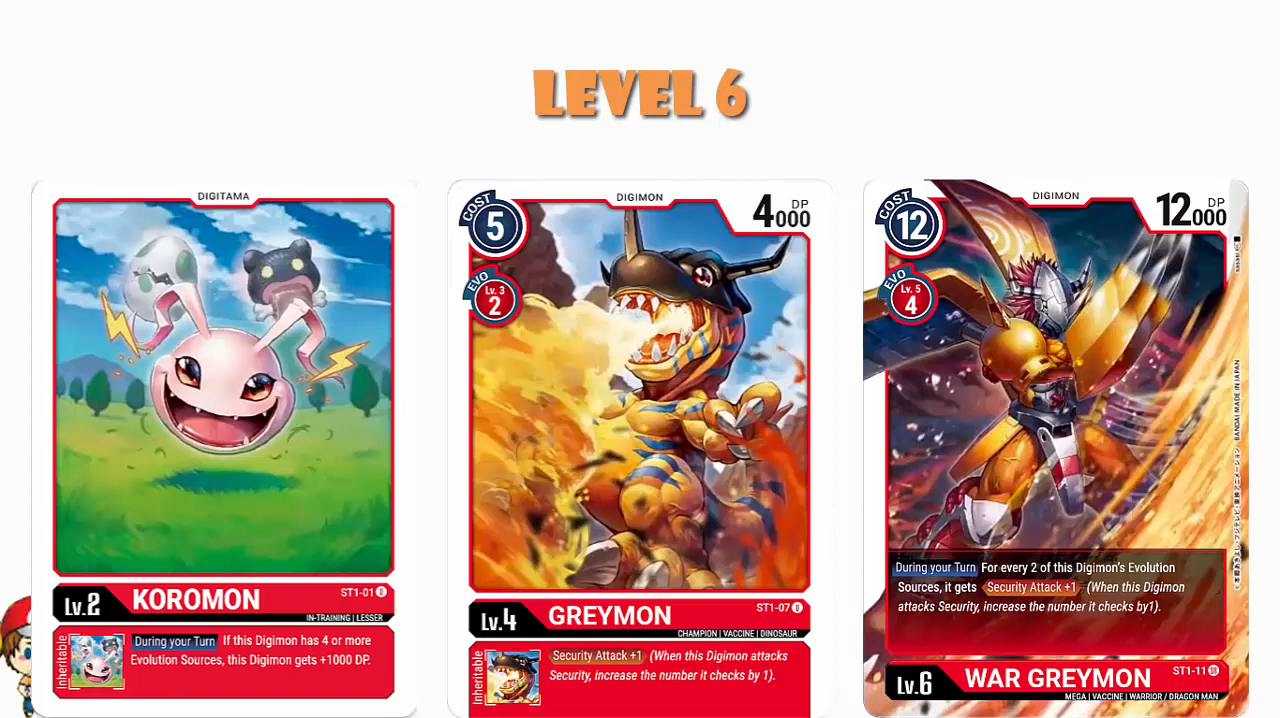 LEVEL 6
DIGITAMA
Lv.2
KOROMON
ST1-01
IN-TRAINING | LESSER
Inheritable
During your Turn If this Digimon has 4 or more
Evolution Sources, this Digimon gets +1000 DP.
DIGIMON
COST
5
DP
4000
EVO
Lv. 3
2
Lv.4
GREYMON
ST1-07
CHAMPION | VACCINE | DINOSAUR
Inheritable
Security Attack +1 (When this Digimon attacks
Security, increase the number it checks by 1).
DIGIMON
COST
12
DP
12000
EVO
Lv. 5
4
During your Turn For every 2 of this Digimon's Evolution
Sources, it gets Security Attack +1 (When this Digimon
attacks Security, increase the number it checks by1).
Lv.6
WAR GREYMON
ST1-11
MEGA | VACCINE | WARRIOR / DRAGON MAN
BANDAI MADE IN JAPAN